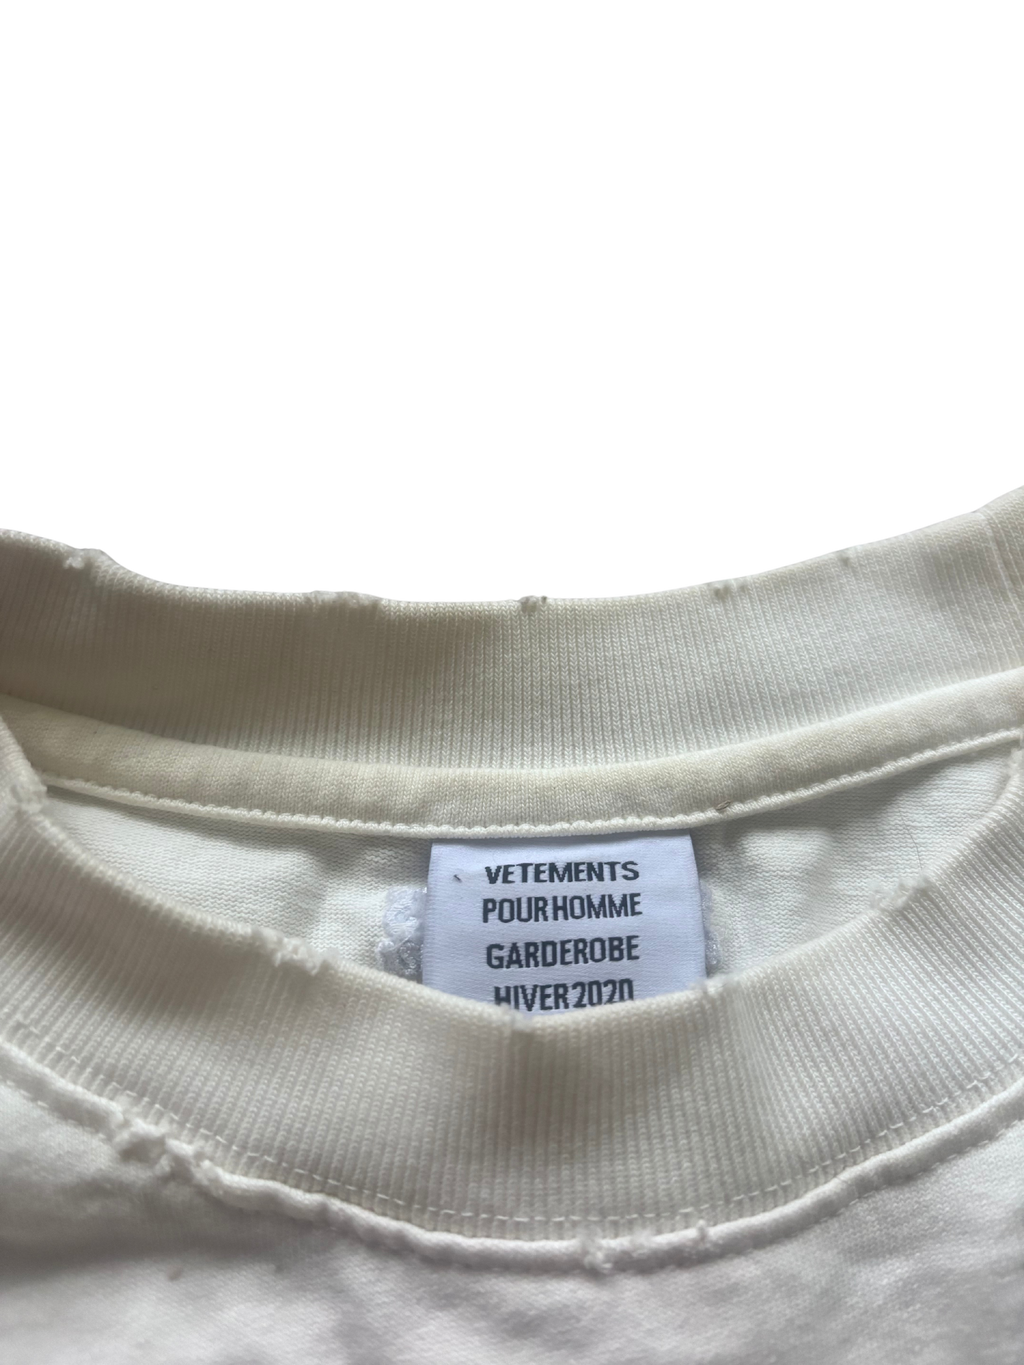 VETEMENTS
POUR HOMME
GARDEROBE
HIVER 2020